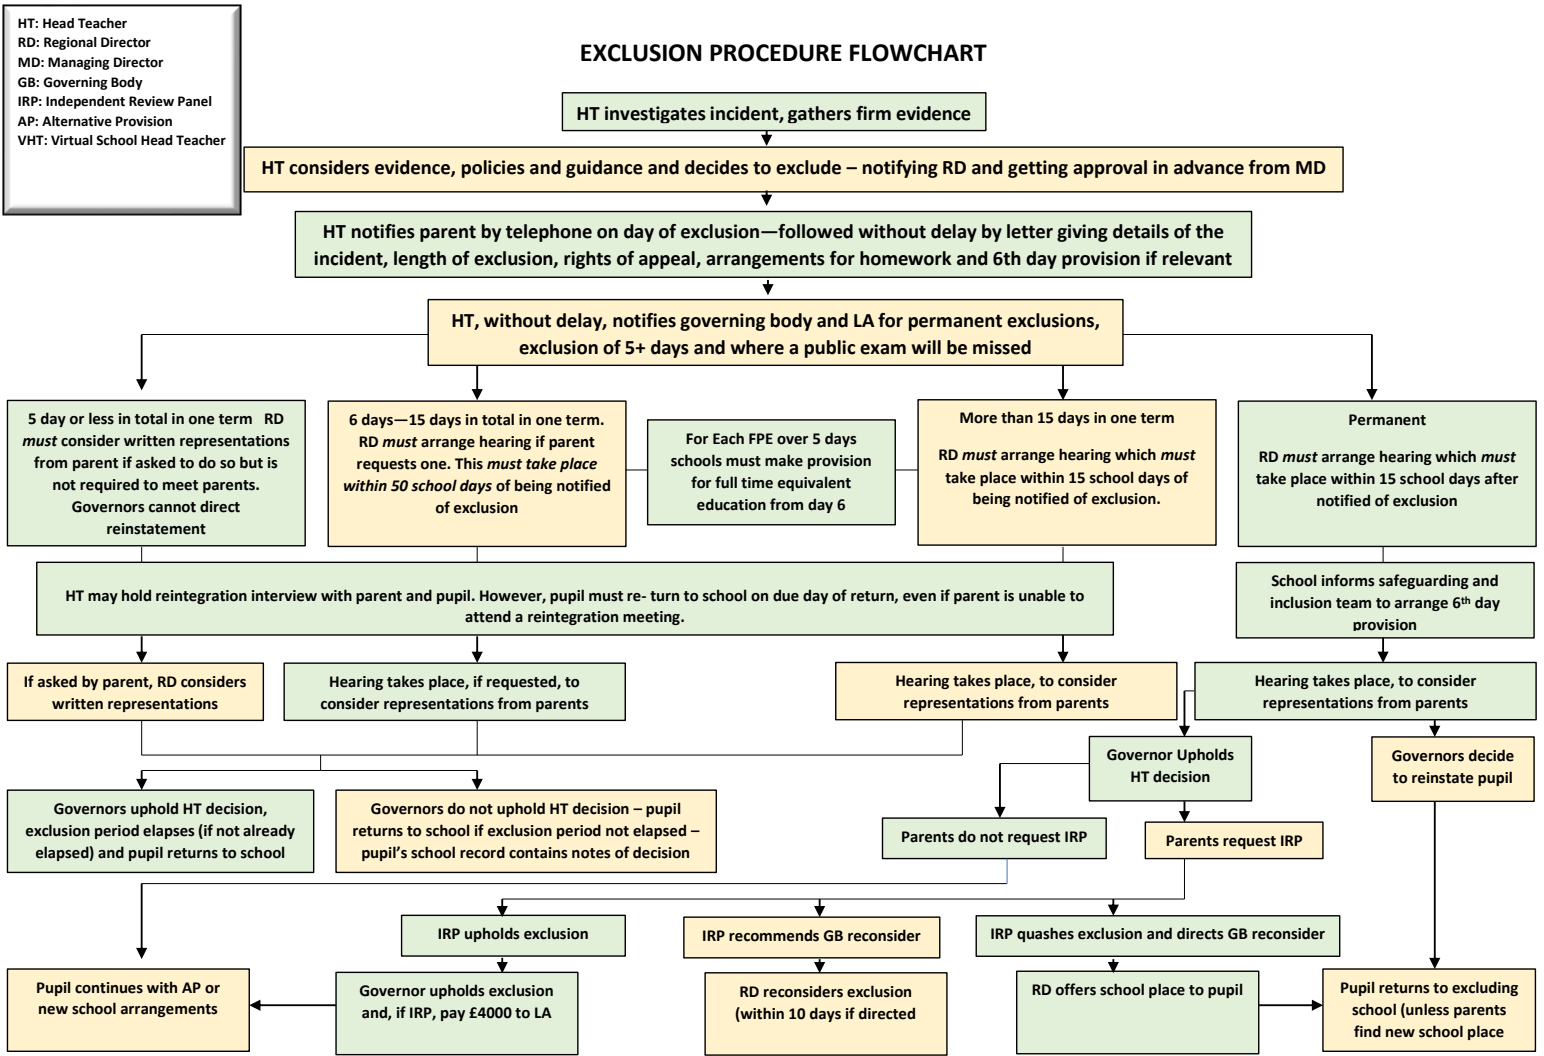 HT: Head Teacher
RD: Regional Director
MD: Managing Director
GB: Governing Body
IRP: Independent Review Panel
AP: Alternative Provision
VHT: Virtual School Head Teacher
EXCLUSION PROCEDURE FLOWCHART
HT investigates incident, gathers firm evidence
HT considers evidence, policies and guidance and decides to exclude – notifying RD and getting approval in advance from MD
HT notifies parent by telephone on day of exclusion—followed without delay by letter giving details of the
incident, length of exclusion, rights of appeal, arrangements for homework and 6th day provision if relevant
HT, without delay, notifies governing body and LA for permanent exclusions,
exclusion of 5+ days and where a public exam will be missed
5 day or less in total in one term RD
must consider written representations
from parent if asked to do so but is
not required to meet parents.
Governors cannot direct
reinstatement
6 days—15 days in total in one term.
RD must arrange hearing if parent
requests one. This must take place
within 50 school days of being notified
of exclusion
For Each FPE over 5 days
schools must make provision
for full time equivalent
education from day 6
More than 15 days in one term
RD must arrange hearing which must
take place within 15 school days of
being notified of exclusion.
Permanent
RD must arrange hearing which must
take place within 15 school days after
notified of exclusion
HT may hold reintegration interview with parent and pupil. However, pupil must re- turn to school on due day of return, even if parent is unable to
attend a reintegration meeting.
School informs safeguarding and
inclusion team to arrange 6th day
provision
If asked by parent, RD considers
written representations
Hearing takes place, if requested, to
consider representations from parents
Hearing takes place, to consider
representations from parents
Hearing takes place, to consider
representations from parents
Governor Upholds
HT decision
Governors decide
to reinstate pupil
Governors uphold HT decision,
exclusion period elapses (if not already
elapsed) and pupil returns to school
Governors do not uphold HT decision – pupil
returns to school if exclusion period not elapsed –
pupil's school record contains notes of decision
Parents do not request IRP
Parents request IRP
IRP upholds exclusion
IRP recommends GB reconsider
IRP quashes exclusion and directs GB reconsider
Pupil continues with AP or
new school arrangements
Governor upholds exclusion
and, if IRP, pay £4000 to LA
RD reconsiders exclusion
(within 10 days if directed
RD offers school place to pupil
Pupil returns to excluding
school (unless parents
find new school place